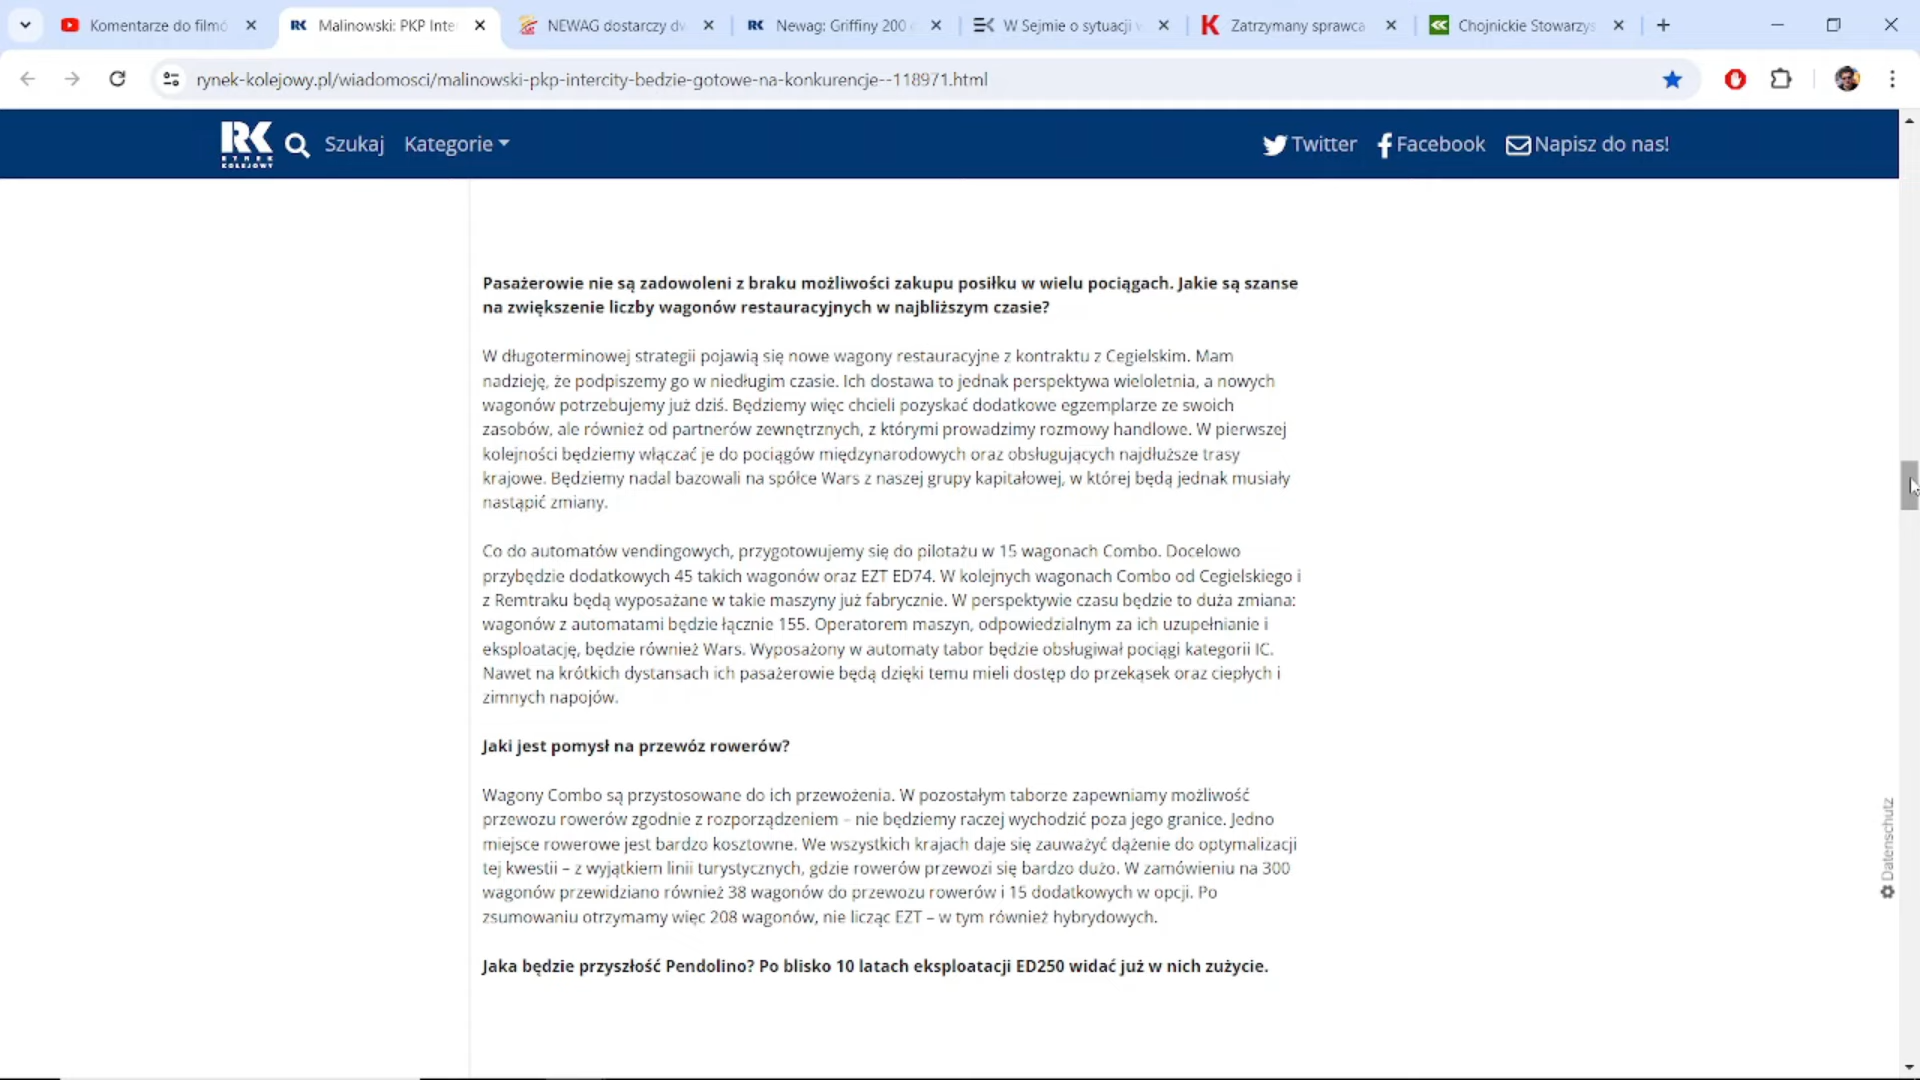 Komentarze do filmó
Malinowski: PKP Inte
NEWAG dostarczy dw
Newag: Griffiny 200
W Sejmie o sytuacji
Zatrzymany sprawca
Chojnickie Stowarzys
rynek-kolejowy.pl/wiadomosci/malinowski-pkp-intercity-bedzie-gotowe-na-konkurencje--118971.html
RK RYNEK KOLEJOWY
Szukaj
Kategorie
Twitter
Facebook
Napisz do nas!
Pasażerowie nie są zadowoleni z braku możliwości zakupu posiłku w wielu pociągach. Jakie są szanse
na zwiększenie liczby wagonów restauracyjnych w najbliższym czasie?
W długoterminowej strategii pojawią się nowe wagony restauracyjne z kontraktu z Cegielskim. Mam
nadzieję, że podpiszemy go w niedługim czasie. Ich dostawa to jednak perspektywa wieloletnia, a nowych
wagonów potrzebujemy już dziś. Będziemy więc chcieli pozyskać dodatkowe egzemplarze ze swoich
zasobów, ale również od partnerów zewnętrznych, z którymi prowadzimy rozmowy handlowe. W pierwszej
kolejności będziemy włączać je do pociągów międzynarodowych oraz obsługujących najdłuższe trasy
krajowe. Będziemy nadal bazowali na spółce Wars z naszej grupy kapitałowej, w której będą jednak musiały
nastąpić zmiany.
Co do automatów vendingowych, przygotowujemy się do pilotażu w 15 wagonach Combo. Docelowo
przybędzie dodatkowych 45 takich wagonów oraz EZT ED74. W kolejnych wagonach Combo od Cegielskiego i
z Remtraku będą wyposażane w takie maszyny już fabrycznie. W perspektywie czasu będzie to duża zmiana:
wagonów z automatami będzie łącznie 155. Operatorem maszyn, odpowiedzialnym za ich uzupełnianie i
eksploatację, będzie również Wars. Wyposażony w automaty tabor będzie obsługiwał pociągi kategorii IC.
Nawet na krótkich dystansach ich pasażerowie będą dzięki temu mieli dostęp do przekąsek oraz ciepłych i
zimnych napojów.
Jaki jest pomysł na przewóz rowerów?
Wagony Combo są przystosowane do ich przewożenia. W pozostałym taborze zapewniamy możliwość
przewozu rowerów zgodnie z rozporządzeniem – nie będziemy raczej wychodzić poza jego granice. Jedno
miejsce rowerowe jest bardzo kosztowne. We wszystkich krajach daje się zauważyć dążenie do optymalizacji
tej kwestii – z wyjątkiem linii turystycznych, gdzie rowerów przewozi się bardzo dużo. W zamówieniu na 300
wagonów przewidziano również 38 wagonów do przewozu rowerów i 15 dodatkowych w opcji. Po
zsumowaniu otrzymamy więc 208 wagonów, nie licząc EZT – w tym również hybrydowych.
Jaka będzie przyszłość Pendolino? Po blisko 10 latach eksploatacji ED250 widać już w nich zużycie.
Datenschutz